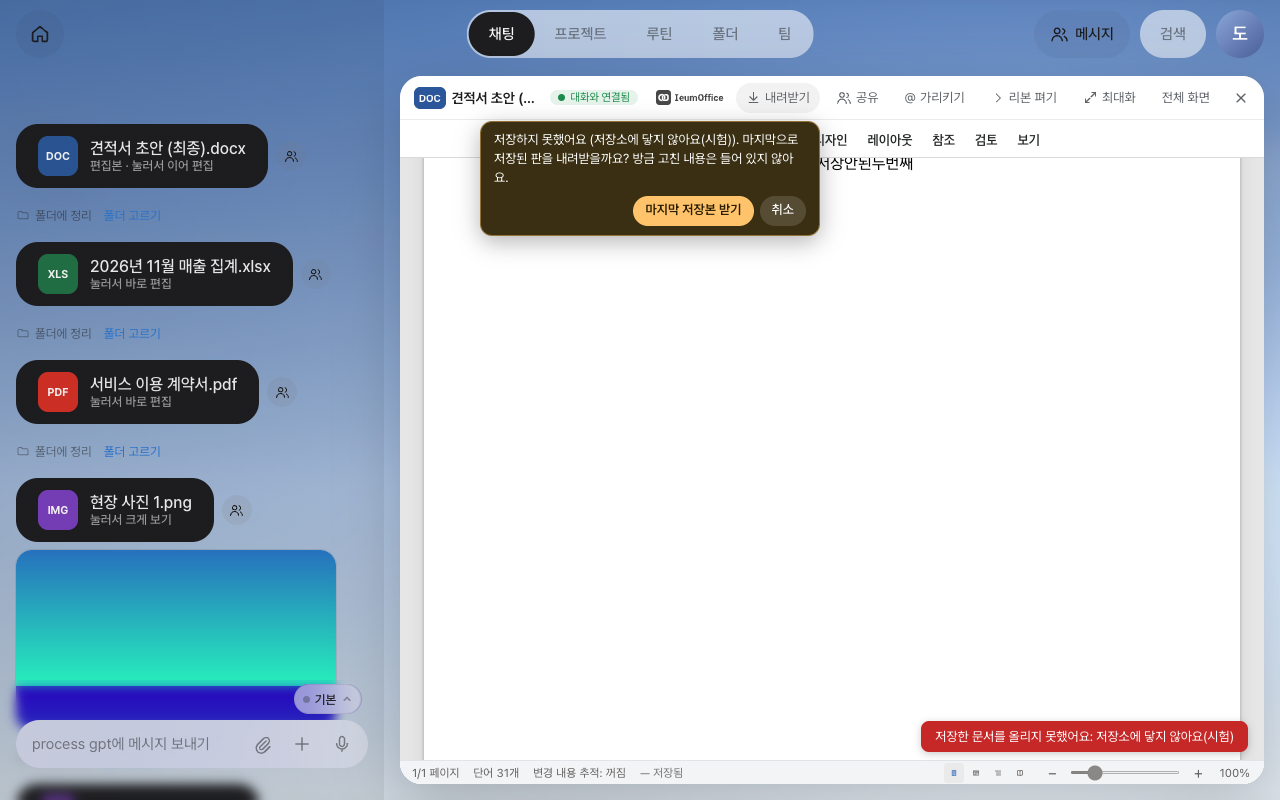 채팅
프로젝트
루틴
폴더
팀
메시지
검색
도
DOC
견적서 초안 (최종).docx
편집본 · 눌러서 이어 편집
폴더에 정리 폴더 고르기
XLS
2026년 11월 매출 집계.xlsx
눌러서 바로 편집
폴더에 정리 폴더 고르기
PDF
서비스 이용 계약서.pdf
눌러서 바로 편집
폴더에 정리 폴더 고르기
IMG
현장 사진 1.png
눌러서 크게 보기
기본
process gpt에 메시지 보내기
DOC 견적서 초안 (... 대화와 연결됨 IeumOffice 내려받기 공유 @ 가리키기 리본 펴기 최대화 전체 화면
레이아웃 참조 검토 보기
저장하지 못했어요 (저장소에 닿지 않아요(시험)). 마지막으로
저장된 판을 내려받을까요? 방금 고친 내용은 들어 있지 않아
요.
마지막 저장본 받기 취소
저장한 문서를 올리지 못했어요: 저장소에 닿지 않아요(시험)
1/1 페이지 단어 31개 변경 내용 추적: 꺼짐 — 저장됨
100%